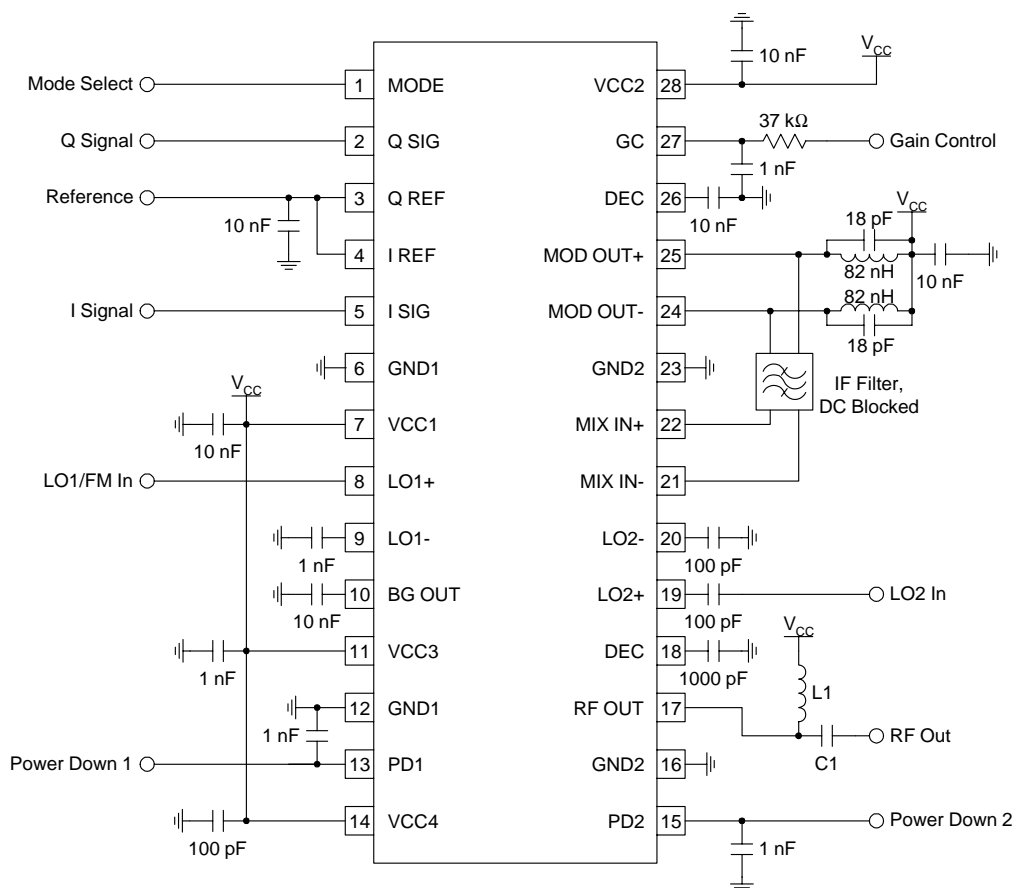 10 nF
V_CC
Mode Select
1
MODE
VCC2
28
37 kΩ
Q Signal
2
Q SIG
GC
27
Gain Control
1 nF
Reference
3
Q REF
DEC
26
10 nF
10 nF
V_CC
18 pF
4
I REF
MOD OUT+
25
82 nH
10 nF
82 nH
I Signal
5
I SIG
MOD OUT-
24
18 pF
6
GND1
GND2
23
IF Filter,
DC Blocked
V_CC
7
VCC1
MIX IN+
22
10 nF
LO1/FM In
8
LO1+
MIX IN-
21
9
LO1-
LO2-
20
1 nF
100 pF
10
BG OUT
LO2+
19
LO2 In
10 nF
100 pF
V_CC
11
VCC3
DEC
18
1 nF
1000 pF
L1
12
GND1
RF OUT
17
1 nF
RF Out
C1
Power Down 1
13
PD1
GND2
16
14
VCC4
PD2
15
Power Down 2
100 pF
1 nF